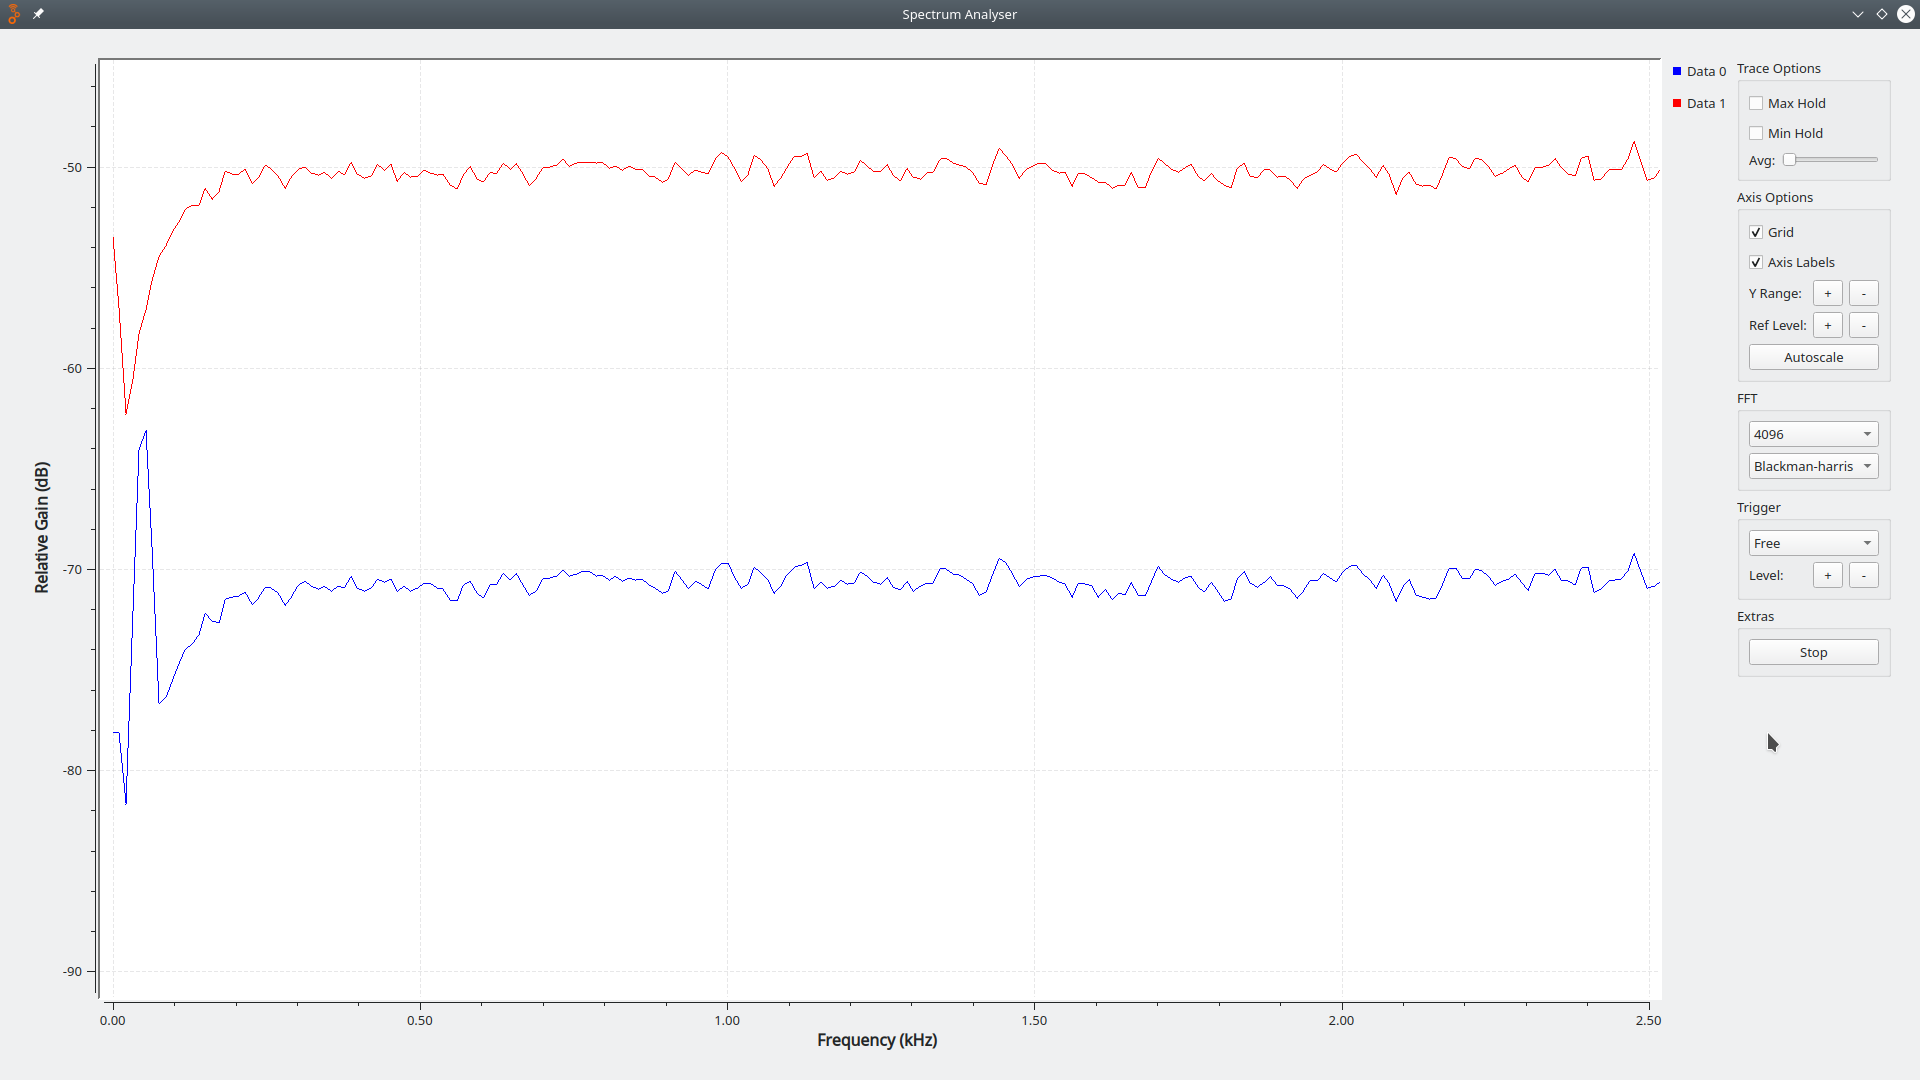 Spectrum Analyser
Data 0
Data 1
Trace Options
Max Hold
Min Hold
Avg:
Axis Options
Grid
Axis Labels
Y Range: + -
Ref Level: + -
Autoscale
FFT
4096
Blackman-harris
Trigger
Free
Level: + -
Extras
Stop
Relative Gain (dB)
-50
-60
-70
-80
-90
0.00 0.50 1.00 1.50 2.00 2.50
Frequency (kHz)